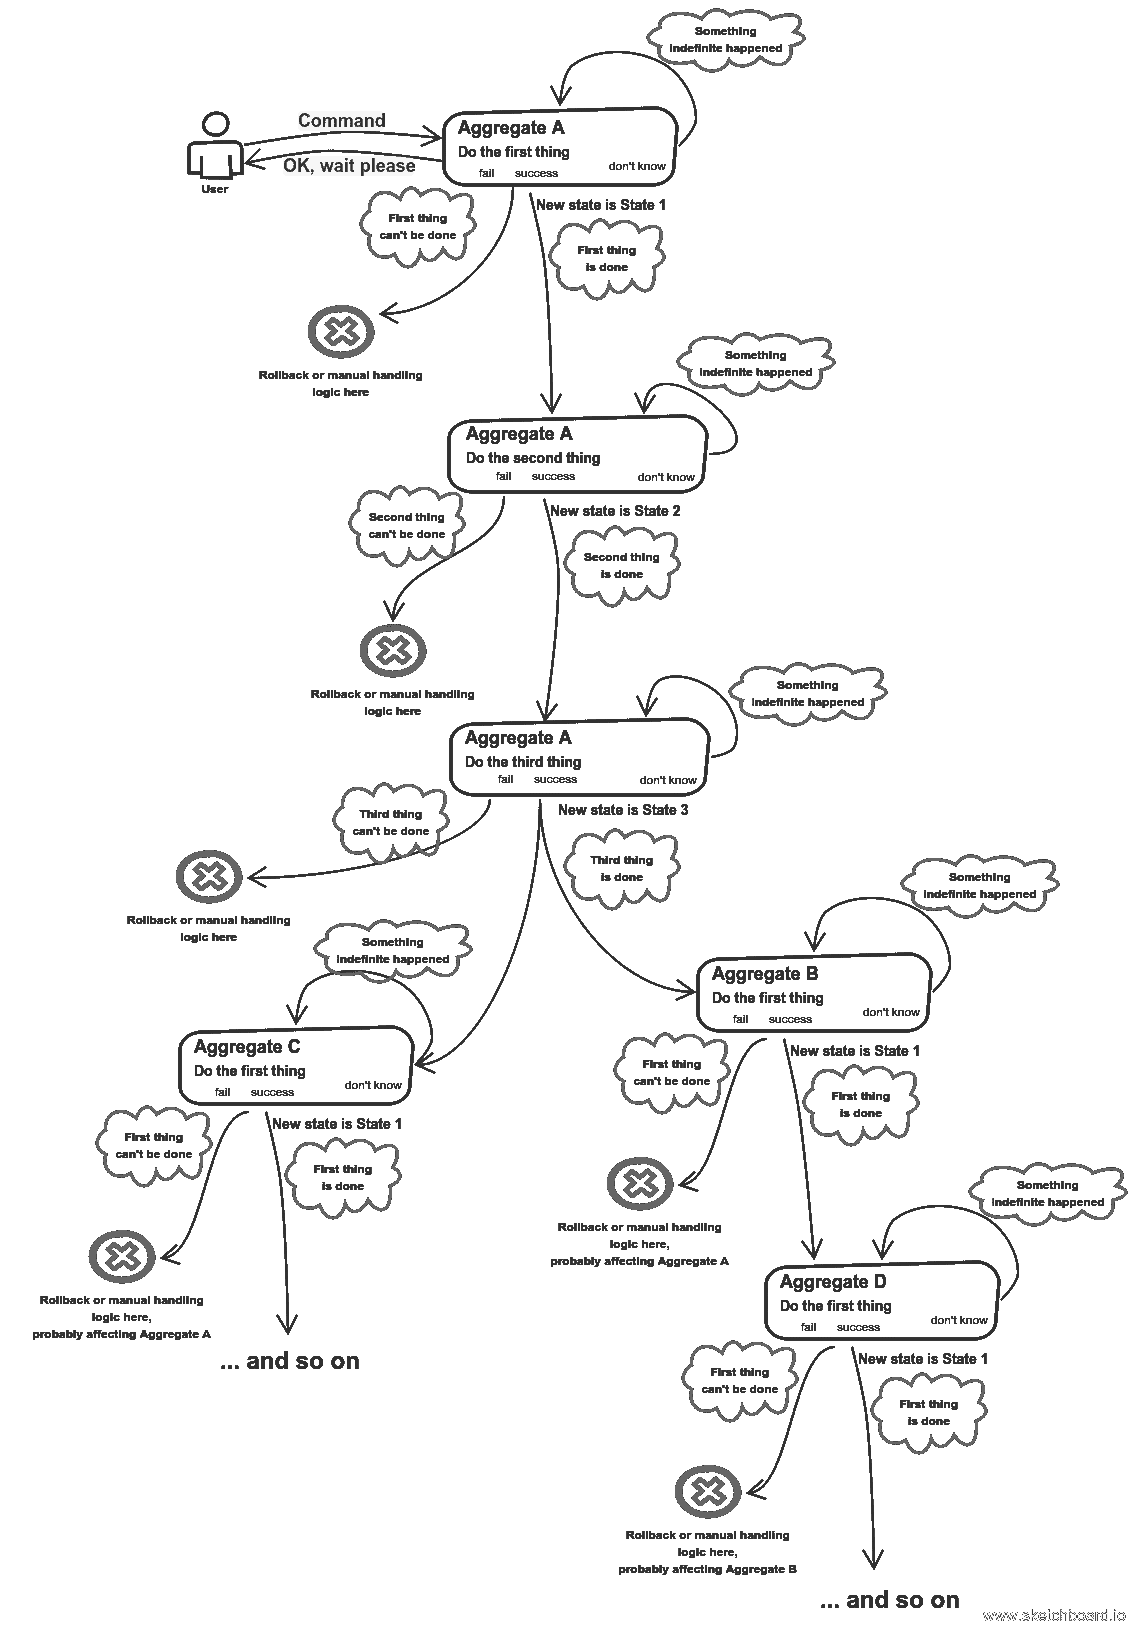 Something
indefinite happened
Command
Aggregate A
Do the first thing
fail
success
don't know
OK, wait please
User
New state is State 1
First thing
can't be done
First thing
is done
Rollback or manual handling
logic here
Something
indefinite happened
Aggregate A
Do the second thing
fail
success
don't know
New state is State 2
Second thing
can't be done
Second thing
is done
Rollback or manual handling
logic here
Something
indefinite happened
Aggregate A
Do the third thing
fail
success
don't know
New state is State 3
Third thing
can't be done
Third thing
is done
Rollback or manual handling
logic here
Something
indefinite happened
Something
indefinite happened
Aggregate B
Do the first thing
fail
success
don't know
Aggregate C
Do the first thing
fail
success
don't know
New state is State 1
First thing
can't be done
First thing
is done
New state is State 1
First thing
can't be done
First thing
is done
Rollback or manual handling
logic here,
probably affecting Aggregate A
Something
indefinite happened
Rollback or manual handling
logic here,
probably affecting Aggregate A
... and so on
Aggregate D
Do the first thing
fail
success
don't know
New state is State 1
First thing
can't be done
First thing
is done
Rollback or manual handling
logic here,
probably affecting Aggregate B
... and so on
www.sketchboard.io